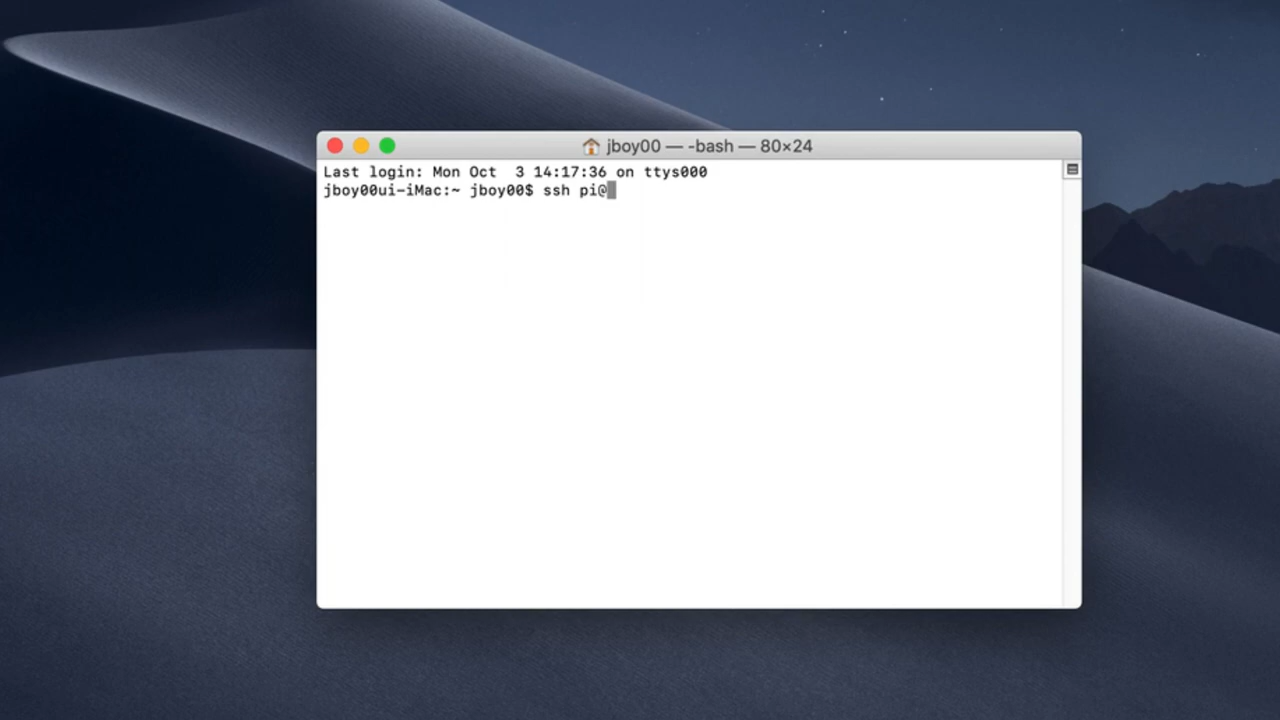 jboy00 — -bash — 80×24
Last login: Mon Oct  3 14:17:36 on ttys000
jboy00ui-iMac:~ jboy00$ ssh pi@